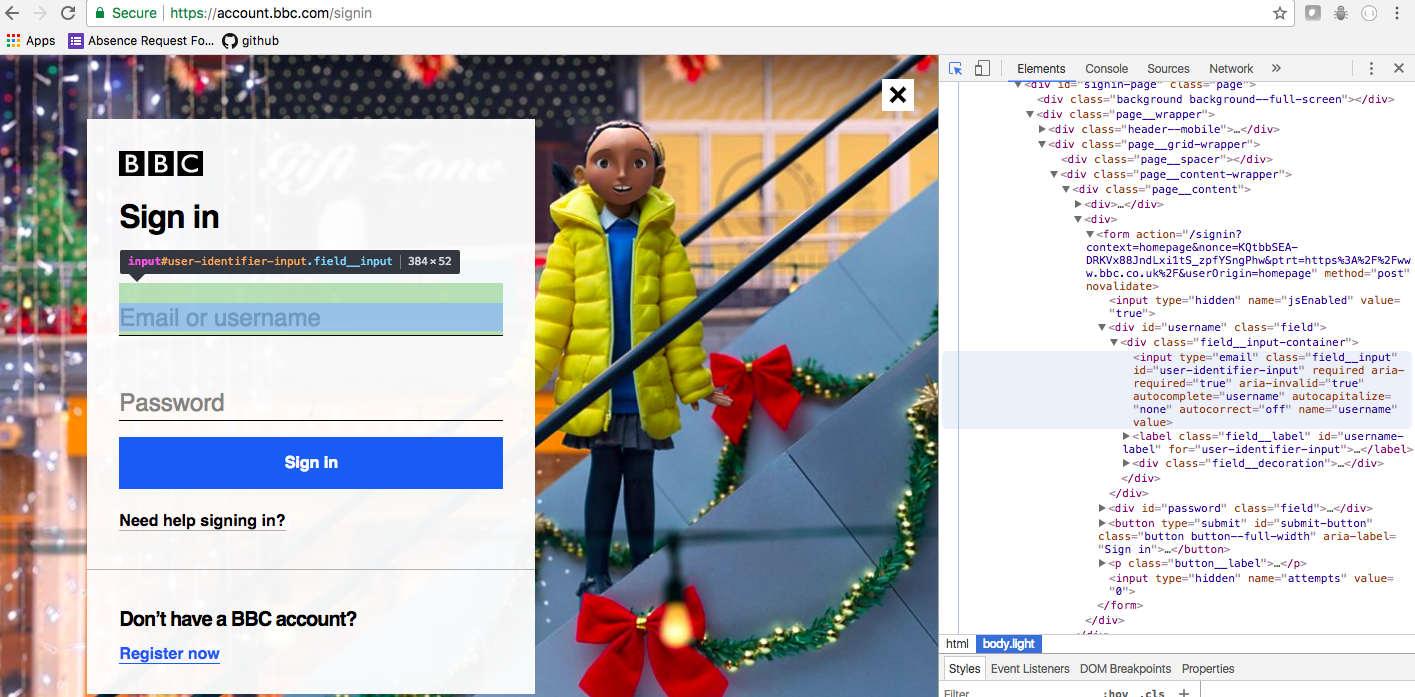 Secure https://account.bbc.com/signin
Apps Absence Request Fo... github
BBC
Gift Zone
Sign in
input#user-identifier-input.field__input 384 × 52
Email or username
Password
Sign in
Need help signing in?
Don't have a BBC account?
Register now
Elements Console Sources Network »
▼<div id="signin-page" class="page">
<div class="background background--full-screen"></div>
▼<div class="page__wrapper">
▶<div class="header--mobile">…</div>
▼<div class="page__grid-wrapper">
<div class="page__spacer"></div>
▼<div class="page__content-wrapper">
▼<div class="page__content">
▶<div>…</div>
▼<div>
▼<form action="/signin?
context=homepage&nonce=KQtbbSEA-
DRKVx88JndLxi1tS_zpfYSngPhw&ptrt=https%3A%2F%2Fww
w.bbc.co.uk%2F&userOrigin=homepage" method="post"
novalidate>
<input type="hidden" name="jsEnabled" value=
"true">
▼<div id="username" class="field">
▼<div class="field__input-container">
<input type="email" class="field__input"
id="user-identifier-input" required aria-
required="true" aria-invalid="true"
autocomplete="username" autocapitalize=
"none" autocorrect="off" name="username"
value>
▶<label class="field__label" id="username-
label" for="user-identifier-input">…</label>
▶<div class="field__decoration">…</div>
</div>
</div>
▶<div id="password" class="field">…</div>
▶<button type="submit" id="submit-button"
class="button button--full-width" aria-label=
"Sign in">…</button>
▶<p class="button__label">…</p>
<input type="hidden" name="attempts" value=
"0">
</form>
</div>
</div>
html body.light
Styles Event Listeners DOM Breakpoints Properties
Filter :hov .cls +